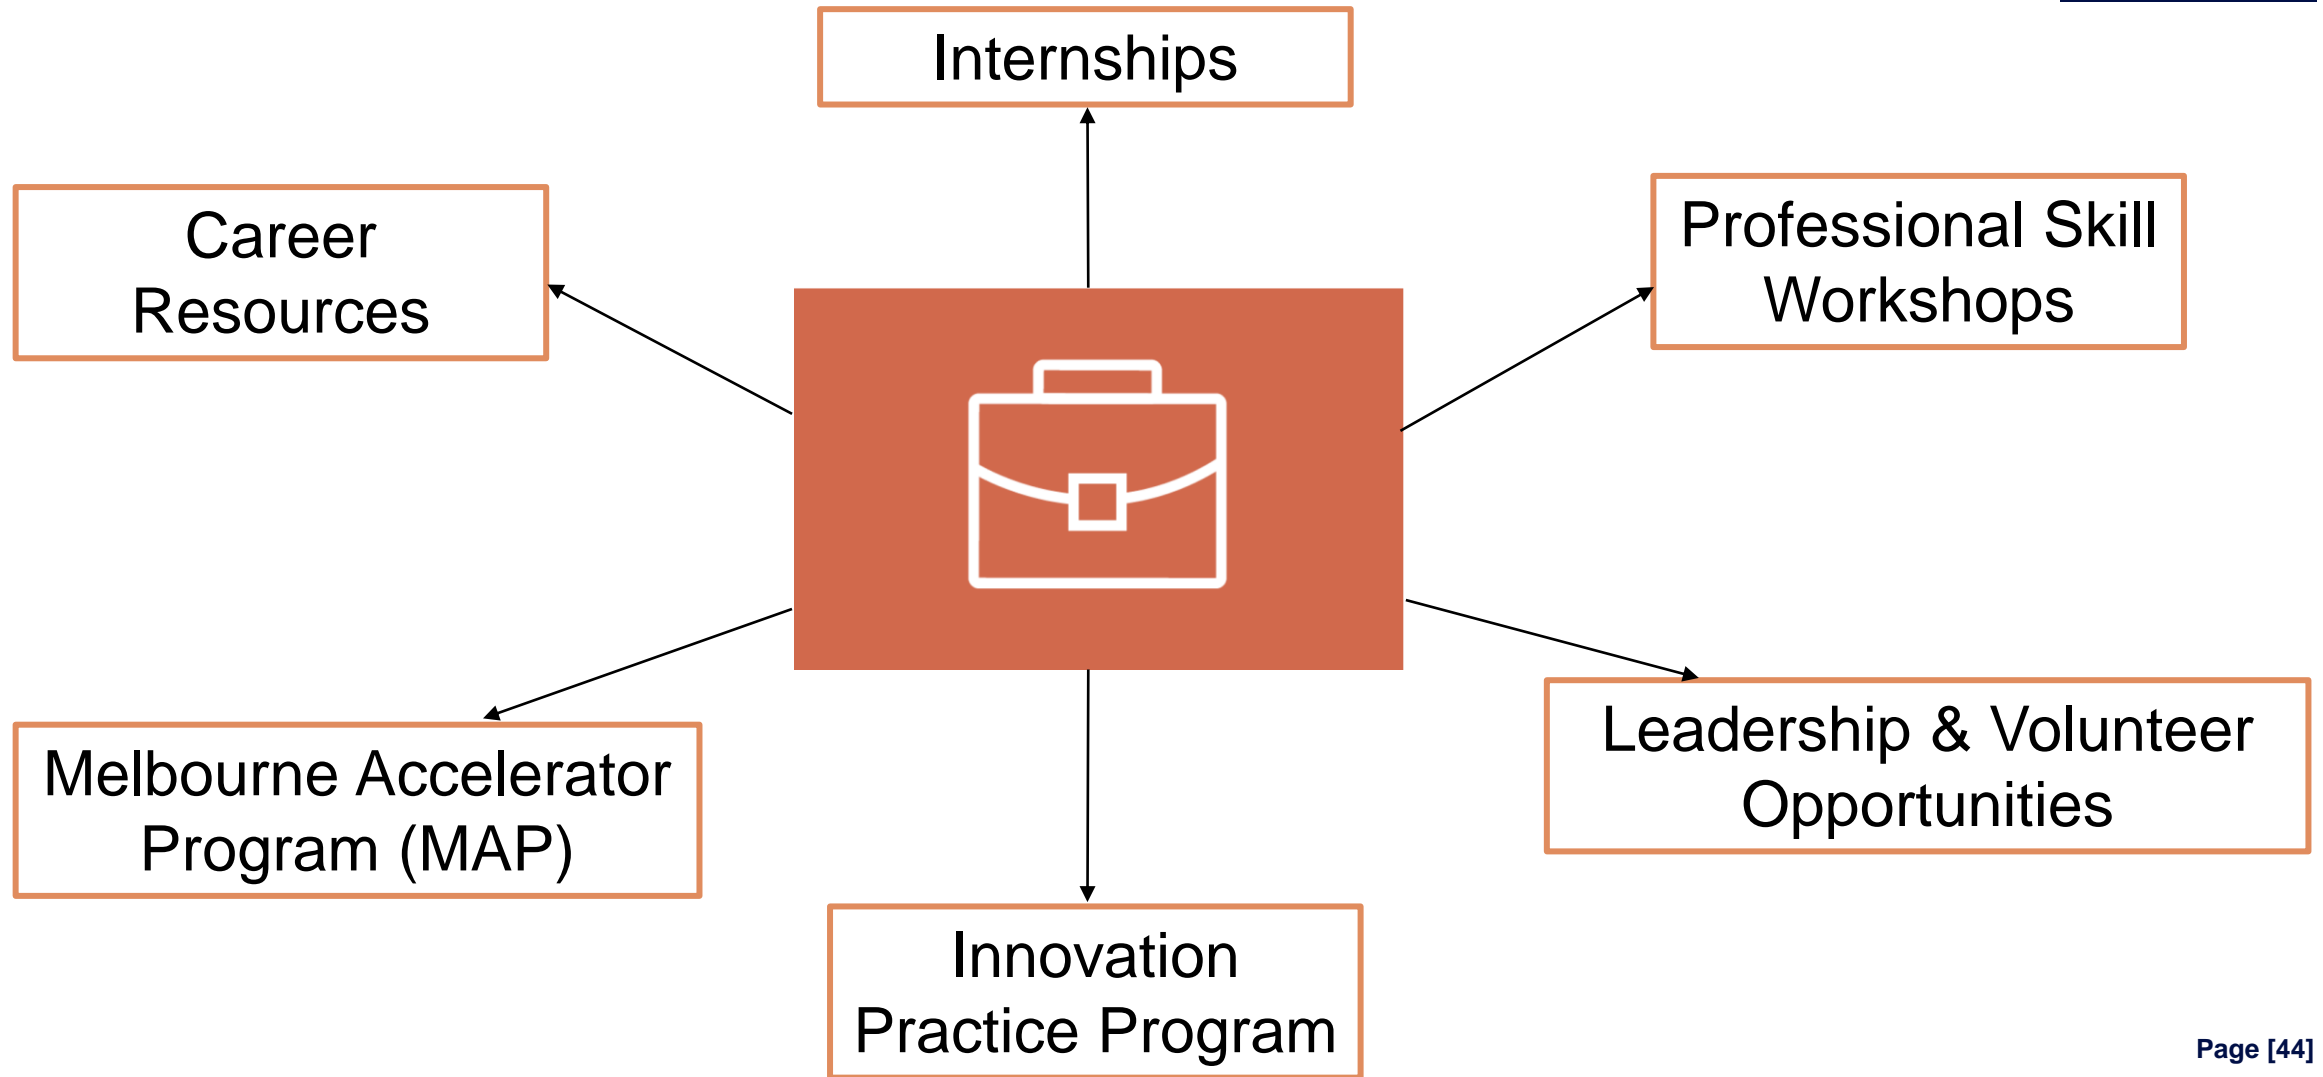 Internships
Career
Resources
Professional Skill
Workshops
Melbourne Accelerator
Program (MAP)
Leadership & Volunteer
Opportunities
Innovation
Practice Program
Page [44]